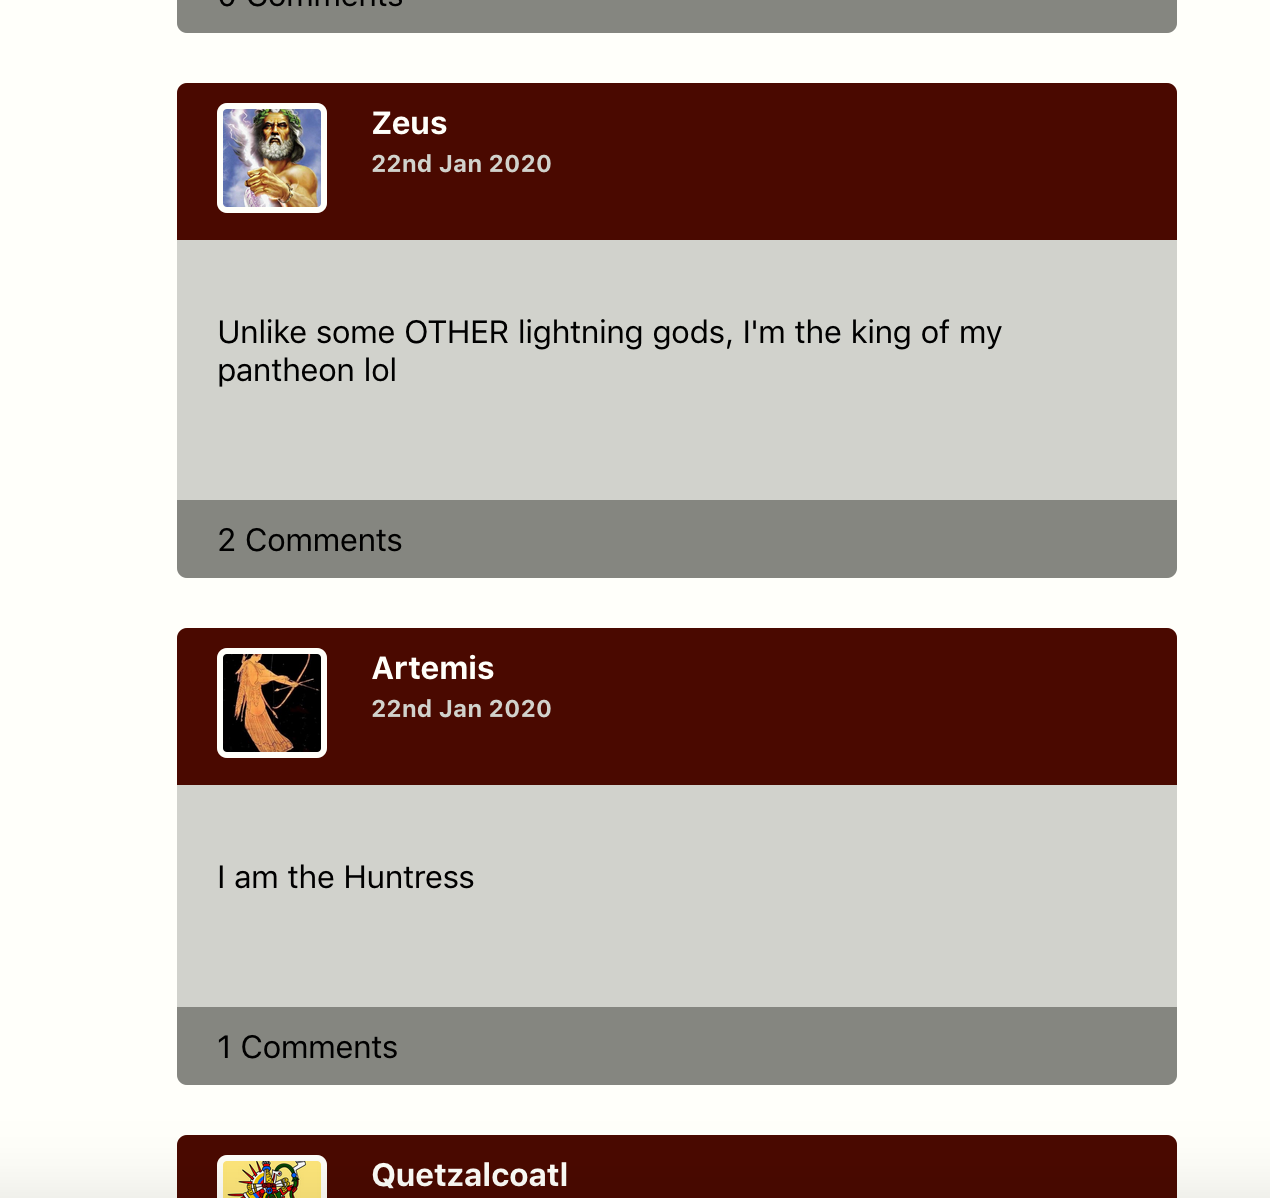 0 Comments
Zeus
22nd Jan 2020
Unlike some OTHER lightning gods, I'm the king of my
pantheon lol
2 Comments
Artemis
22nd Jan 2020
I am the Huntress
1 Comments
Quetzalcoatl